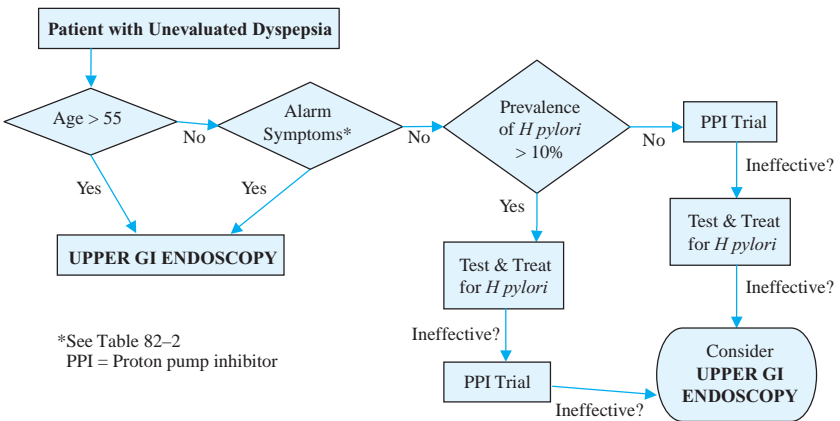 Patient with Unevaluated Dyspepsia
Age > 55
No
Alarm
Symptoms*
No
Prevalence
of H pylori
> 10%
No
PPI Trial
Ineffective?
Yes
Yes
Yes
Test & Treat
for H pylori
UPPER GI ENDOSCOPY
Test & Treat
for H pylori
Ineffective?
Ineffective?
*See Table 82–2
PPI = Proton pump inhibitor
PPI Trial
Ineffective?
Consider
UPPER GI
ENDOSCOPY